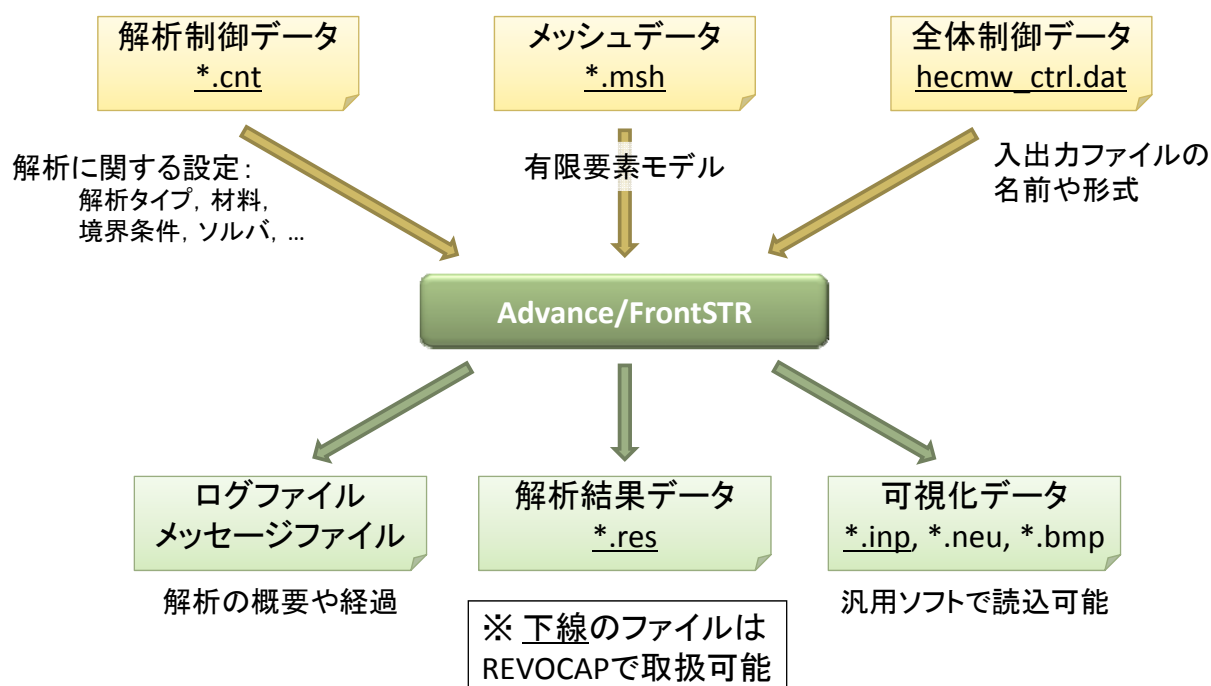 解析制御データ
*.cnt
メッシュデータ
*.msh
全体制御データ
hecmw_ctrl.dat
解析に関する設定:
解析タイプ, 材料,
境界条件, ソルバ, ...
有限要素モデル
入出力ファイルの
名前や形式
Advance/FrontSTR
ログファイル
メッセージファイル
解析結果データ
*.res
可視化データ
*.inp, *.neu, *.bmp
解析の概要や経過
汎用ソフトで読込可能
※ 下線のファイルは
REVOCAPで取扱可能